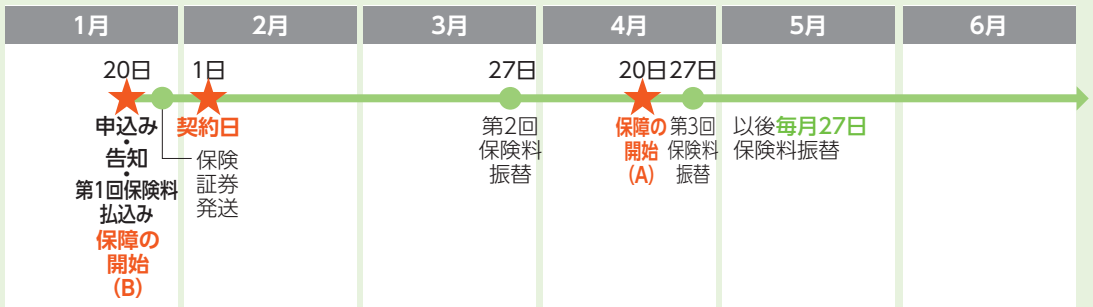 1月
2月
3月
4月
5月
6月
20日
申込み
・
告知
・
第1回保険料
払込み
保障の
開始
(B)
保険
証券
発送
1日
契約日
27日
第2回
保険料
振替
20日
保障の
開始
(A)
27日
第3回
保険料
振替
以後毎月27日
保険料振替